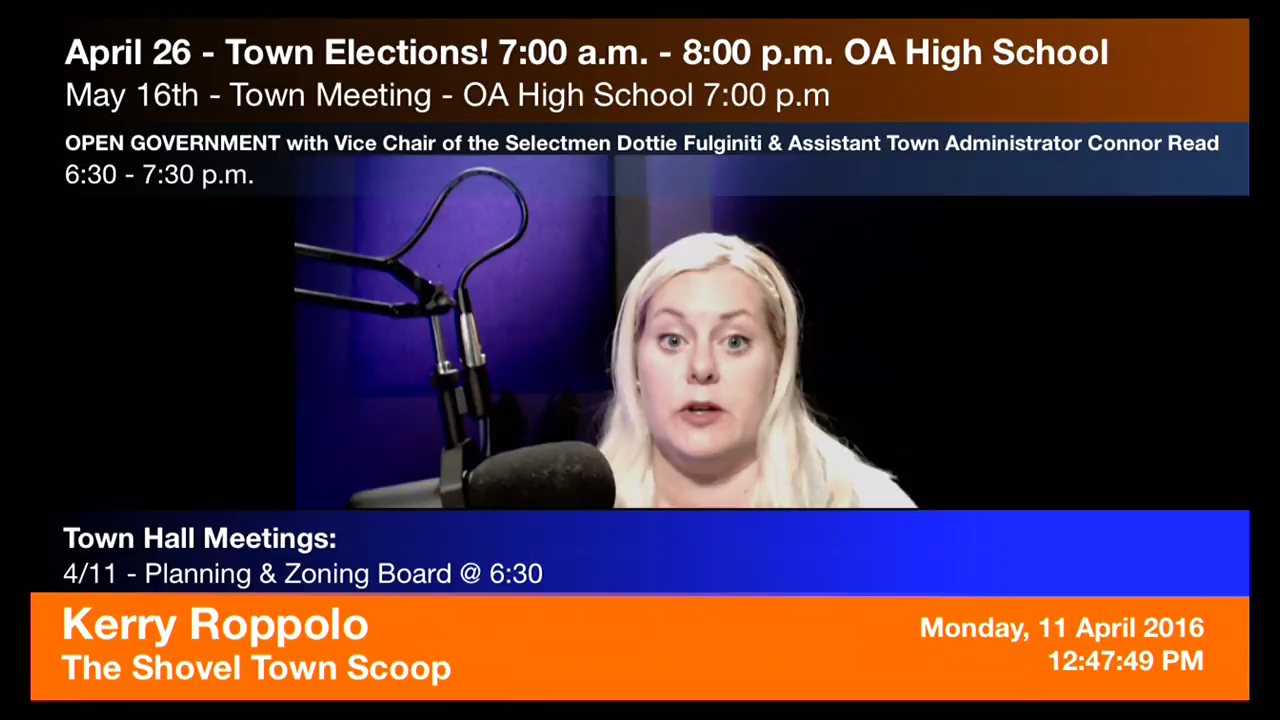 April 26 - Town Elections! 7:00 a.m. - 8:00 p.m. OA High School
May 16th - Town Meeting - OA High School 7:00 p.m
OPEN GOVERNMENT with Vice Chair of the Selectmen Dottie Fulginiti & Assistant Town Administrator Connor Read
6:30 - 7:30 p.m.
Town Hall Meetings:
4/11 - Planning & Zoning Board @ 6:30
Kerry Roppolo
The Shovel Town Scoop
Monday, 11 April 2016
12:47:49 PM